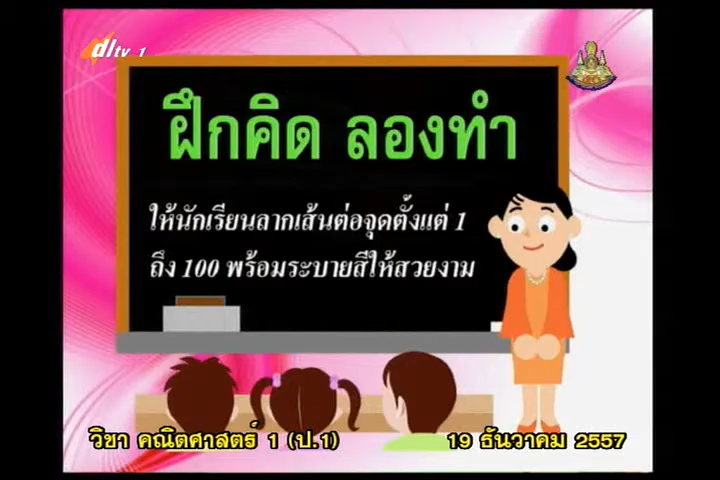 dltv 1
ฝึกคิด ลองทำ
ให้นักเรียนลากเส้นต่อจุดตั้งแต่ 1
ถึง 100 พร้อมระบายสีให้สวยงาม
วิชา คณิตศาสตร์ 1 (ป.1)
19 ธันวาคม 2557